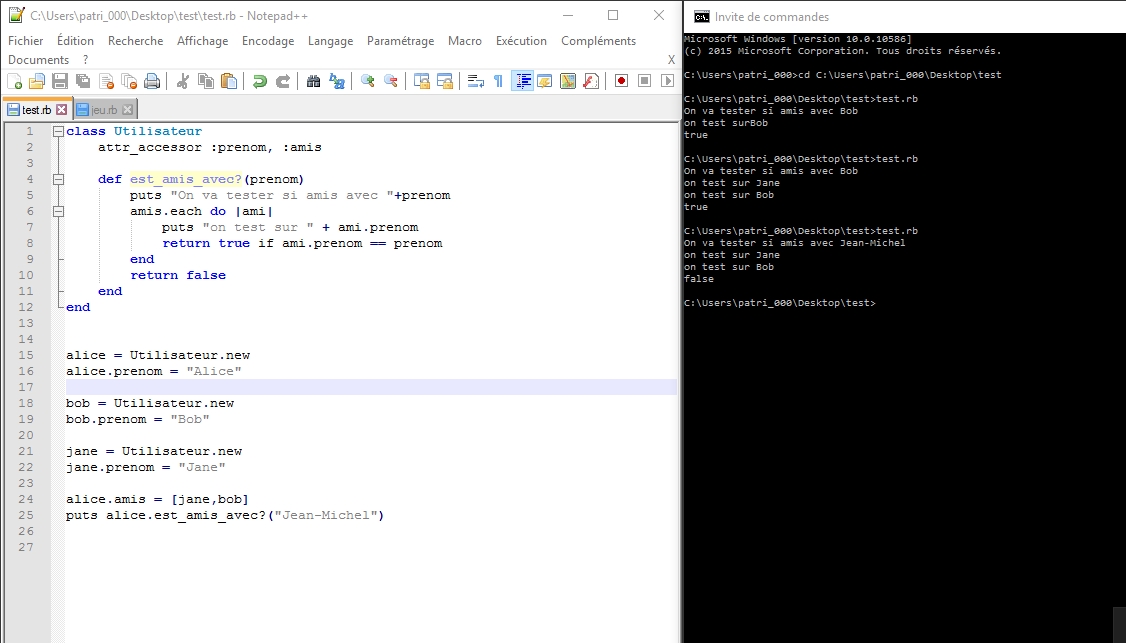 C:\Users\patri_000\Desktop\test\test.rb - Notepad++
Fichier Édition Recherche Affichage Encodage Langage Paramétrage Macro Exécution Compléments
Documents ? X
test.rb jeu.rb
1 class Utilisateur
2 attr_accessor :prenom, :amis
3
4 def est_amis_avec?(prenom)
5 puts "On va tester si amis avec "+prenom
6 amis.each do |ami|
7 puts "on test sur " + ami.prenom
8 return true if ami.prenom == prenom
9 end
10 return false
11 end
12 end
13
14
15 alice = Utilisateur.new
16 alice.prenom = "Alice"
17
18 bob = Utilisateur.new
19 bob.prenom = "Bob"
20
21 jane = Utilisateur.new
22 jane.prenom = "Jane"
23
24 alice.amis = [jane,bob]
25 puts alice.est_amis_avec?("Jean-Michel")
26
27
Invite de commandes
Microsoft Windows [version 10.0.10586]
(c) 2015 Microsoft Corporation. Tous droits réservés.
C:\Users\patri_000>cd C:\Users\patri_000\Desktop\test
C:\Users\patri_000\Desktop\test>test.rb
On va tester si amis avec Bob
on test surBob
true
C:\Users\patri_000\Desktop\test>test.rb
On va tester si amis avec Bob
on test sur Jane
on test sur Bob
true
C:\Users\patri_000\Desktop\test>test.rb
On va tester si amis avec Jean-Michel
on test sur Jane
on test sur Bob
false
C:\Users\patri_000\Desktop\test>